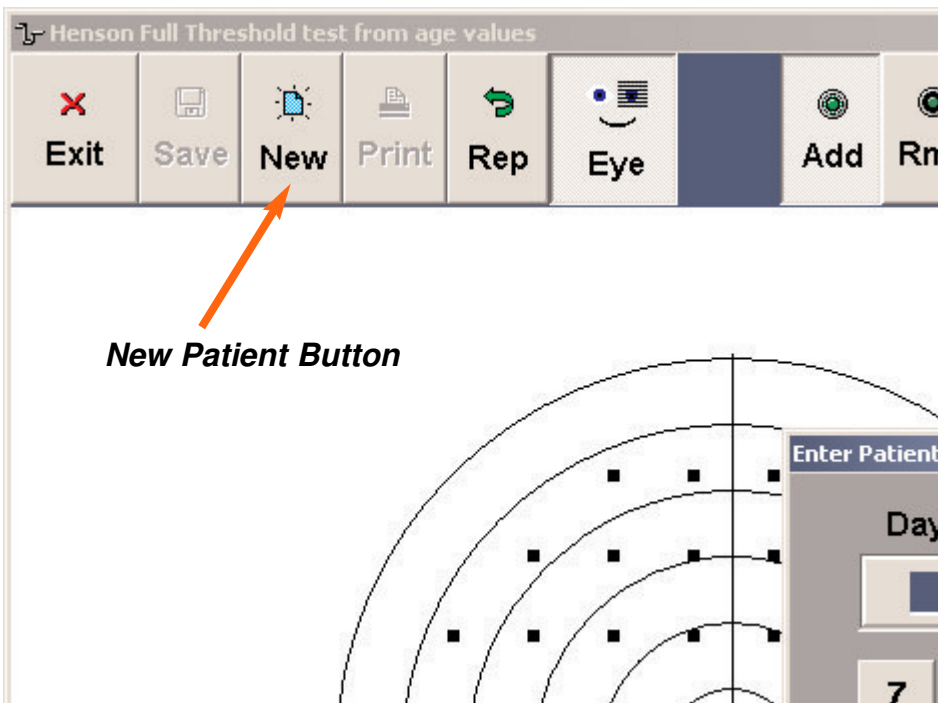 Henson Full Threshold test from age values
Exit Save New Print Rep Eye Add
New Patient Button
Enter Patient
Day
7